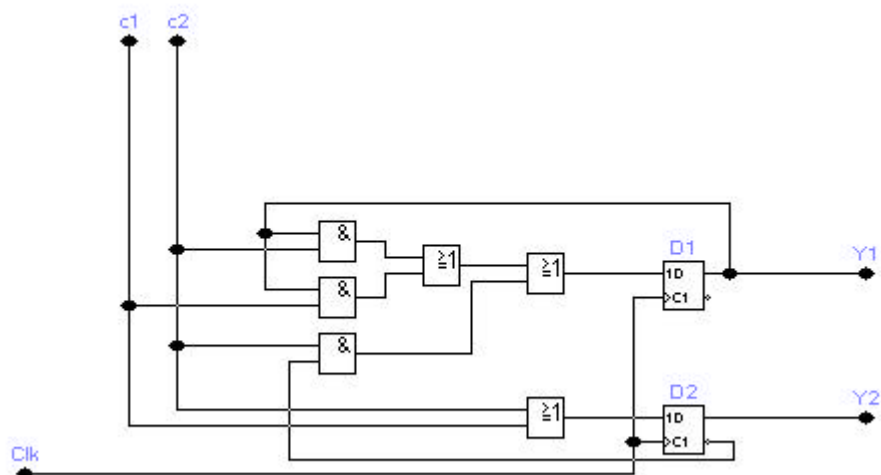 c1 c2
D1
& ≧1 ≧1 1D Y1
& C1
&
D2
≧1 1D Y2
Clk C1